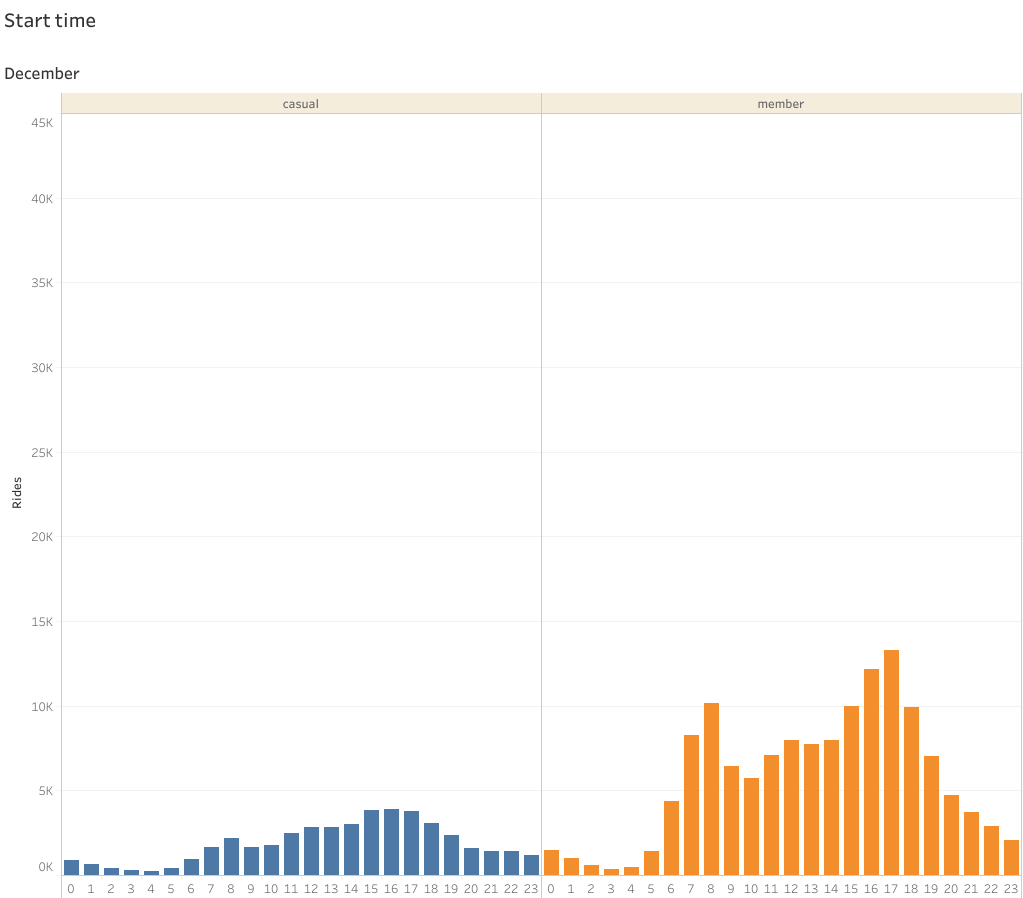 Start time
December
casual member
45K
40K
35K
30K
25K
20K
15K
10K
5K
0K
Rides
0 1 2 3 4 5 6 7 8 9 10 11 12 13 14 15 16 17 18 19 20 21 22 23 0 1 2 3 4 5 6 7 8 9 10 11 12 13 14 15 16 17 18 19 20 21 22 23